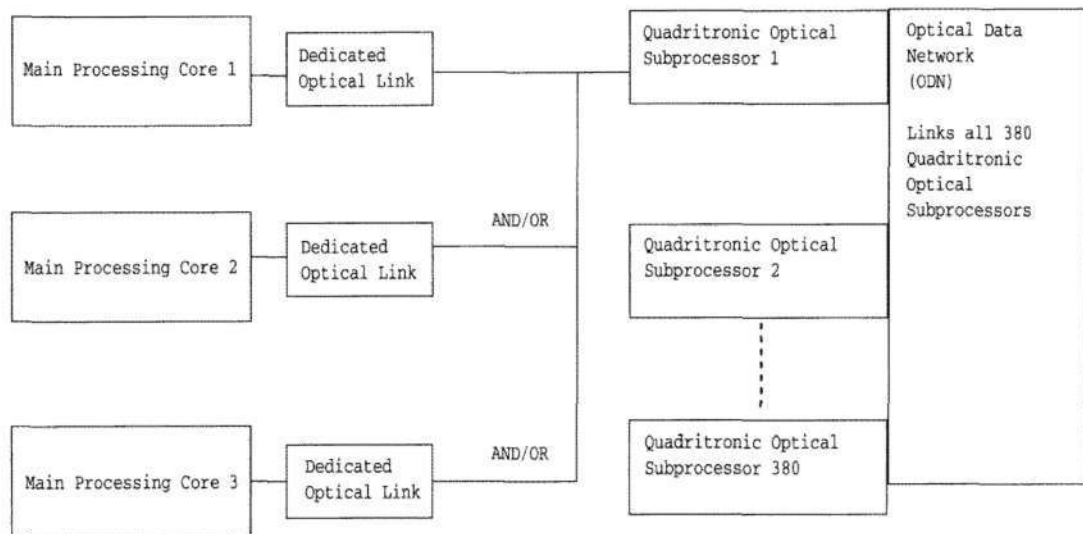 Main Processing Core 1
Dedicated
Optical Link
Quadritronic Optical
Subprocessor 1
Optical Data
Network
(ODN)
Links all 380
Quadritronic
Optical
Subprocessors
Main Processing Core 2
Dedicated
Optical Link
AND/OR
Quadritronic Optical
Subprocessor 2
Main Processing Core 3
Dedicated
Optical Link
AND/OR
Quadritronic Optical
Subprocessor 380